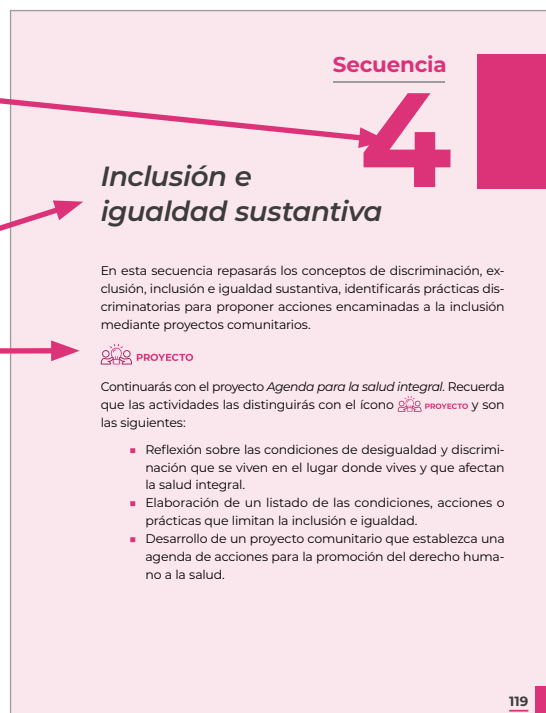 Secuencia
4
Inclusión e
igualdad sustantiva
En esta secuencia repasarás los conceptos de discriminación, ex-
clusión, inclusión e igualdad sustantiva, identificarás prácticas dis-
criminatorias para proponer acciones encaminadas a la inclusión
mediante proyectos comunitarios.
PROYECTO
Continuarás con el proyecto Agenda para la salud integral. Recuerda
que las actividades las distinguirás con el ícono PROYECTO y son
las siguientes:
▪ Reflexión sobre las condiciones de desigualdad y discrimi-
nación que se viven en el lugar donde vives y que afectan
la salud integral.
▪ Elaboración de un listado de las condiciones, acciones o
prácticas que limitan la inclusión e igualdad.
▪ Desarrollo de un proyecto comunitario que establezca una
agenda de acciones para la promoción del derecho huma-
no a la salud.
119